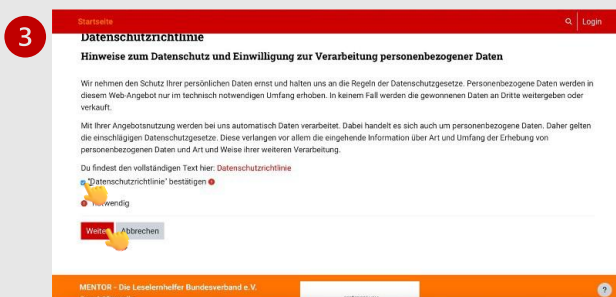 3
Startseite
Login
Datenschutzrichtlinie
Hinweise zum Datenschutz und Einwilligung zur Verarbeitung personenbezogener Daten
Wir nehmen den Schutz Ihrer persönlichen Daten ernst und halten uns an die Regeln der Datenschutzgesetze. Personenbezogene Daten werden in
diesem Web-Angebot nur im technisch notwendigen Umfang erhoben. In keinem Fall werden die gewonnenen Daten an Dritte weitergeben oder
verkauft.
Mit Ihrer Angebotsnutzung werden bei uns automatisch Daten verarbeitet. Dabei handelt es sich auch um personenbezogene Daten. Daher gelten
die einschlägigen Datenschutzgesetze. Diese verlangen vor allem die eingehende Information über Art und Umfang der Erhebung von
personenbezogenen Daten und Art und Weise ihrer weiteren Verarbeitung.
Du findest den vollständigen Text hier: Datenschutzrichtlinie
"Datenschutzrichtlinie" bestätigen
Notwendig
Weiter Abbrechen
MENTOR - Die Leselernhelfer Bundesverband e.V.
?